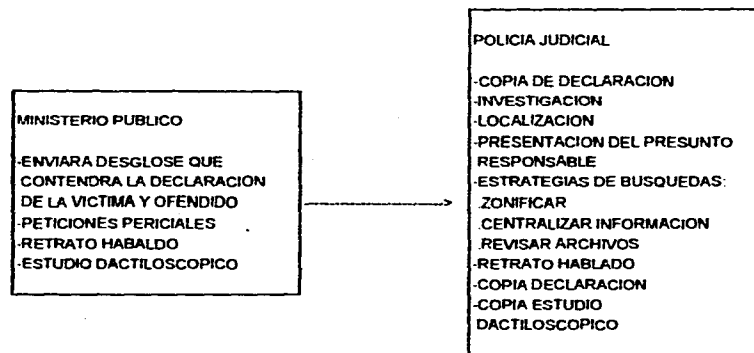 MINISTERIO PUBLICO
-ENVIARA DESGLOSE QUE
CONTENDRA LA DECLARACION
DE LA VICTIMA Y OFENDIDO
-PETICIONES PERICIALES
-RETRATO HABALDO
-ESTUDIO DACTILOSCOPICO
POLICIA JUDICIAL
-COPIA DE DECLARACION
-INVESTIGACION
-LOCALIZACION
-PRESENTACION DEL PRESUNTO
RESPONSABLE
-ESTRATEGIAS DE BUSQUEDAS:
.ZONIFICAR
.CENTRALIZAR INFORMACION
.REVISAR ARCHIVOS
-RETRATO HABLADO
-COPIA DECLARACION
-COPIA ESTUDIO
DACTILOSCOPICO